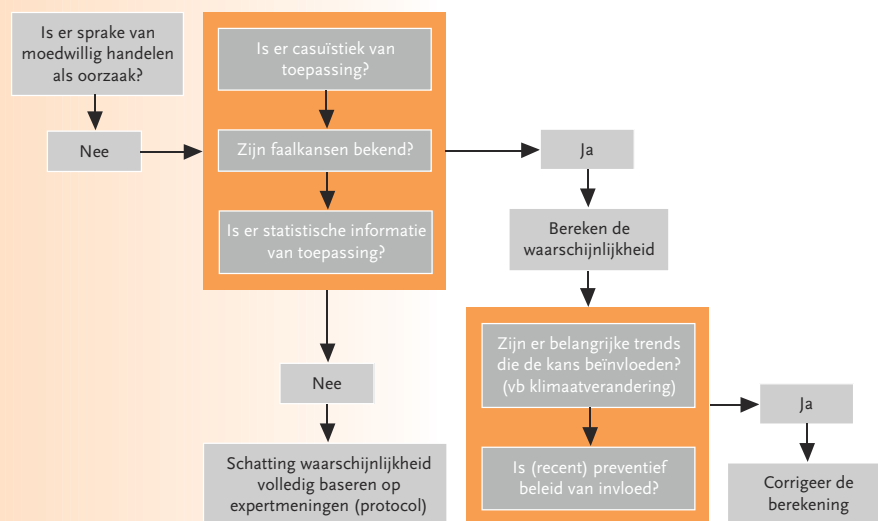 Is er sprake van
moedwillig handelen
als oorzaak?
Nee
Is er casuïstiek van
toepassing?
Zijn faalkansen bekend?
Is er statistische informatie
van toepassing?
Ja
Bereken de
waarschijnlijkheid
Nee
Schatting waarschijnlijkheid
volledig baseren op
expertmeningen (protocol)
Zijn er belangrijke trends
die de kans beïnvloeden?
(vb klimaatverandering)
Is (recent) preventief
beleid van invloed?
Ja
Corrigeer de
berekening